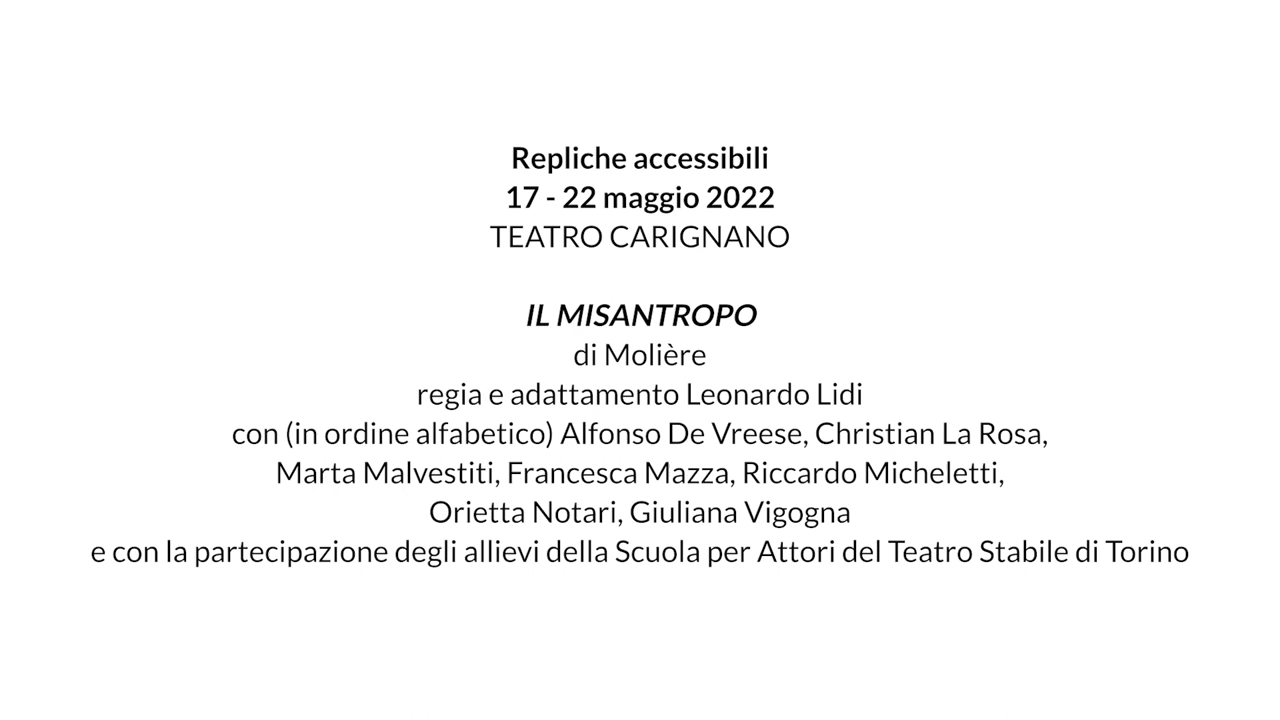 Repliche accessibili
17 - 22 maggio 2022
TEATRO CARIGNANO
IL MISANTROPO
di Molière
regia e adattamento Leonardo Lidi
con (in ordine alfabetico) Alfonso De Vreese, Christian La Rosa,
Marta Malvestiti, Francesca Mazza, Riccardo Micheletti,
Orietta Notari, Giuliana Vigogna
e con la partecipazione degli allievi della Scuola per Attori del Teatro Stabile di Torino